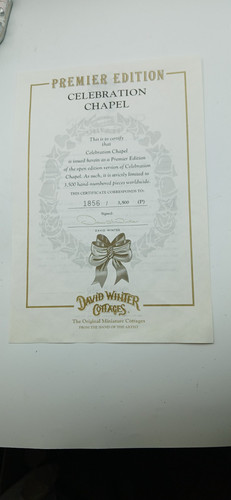 PREMIER EDITION
CELEBRATION
CHAPEL
This is to certify
that
Celebration Chapel
is issued herein as a Premier Edition
of the open edition version of Celebration
Chapel. As such, it is strictly limited to
3,500 hand-numbered pieces worldwide.
THIS CERTIFICATE CORRESPONDS TO:
1856 / 3,500 (P)
Signed:
DAVID WINTER
COTTAGES
The Original Miniature Cottages
FROM THE HAND OF THE ARTIST